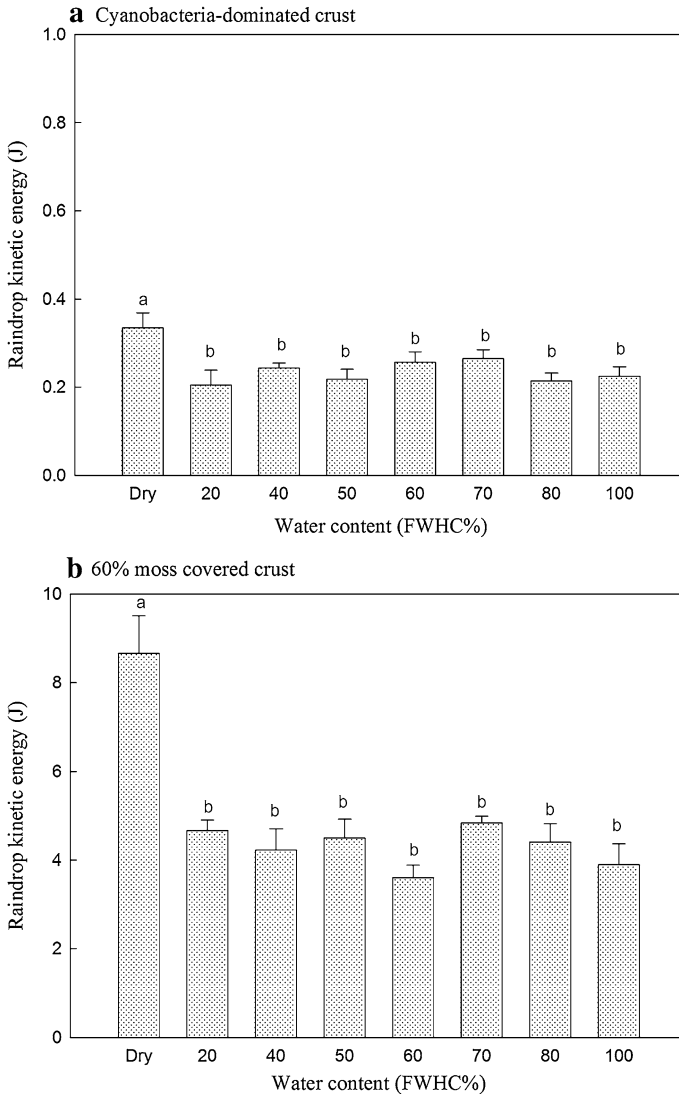 a Cyanobacteria-dominated crust
1.0
0.8
0.6
0.4
0.2
0.0
Raindrop kinetic energy (J)
a
b
b
b
b
b
b
b
Dry 20 40 50 60 70 80 100
Water content (FWHC%)
b 60% moss covered crust
10
8
6
4
2
0
Raindrop kinetic energy (J)
a
b
b
b
b
b
b
b
Dry 20 40 50 60 70 80 100
Water content (FWHC%)